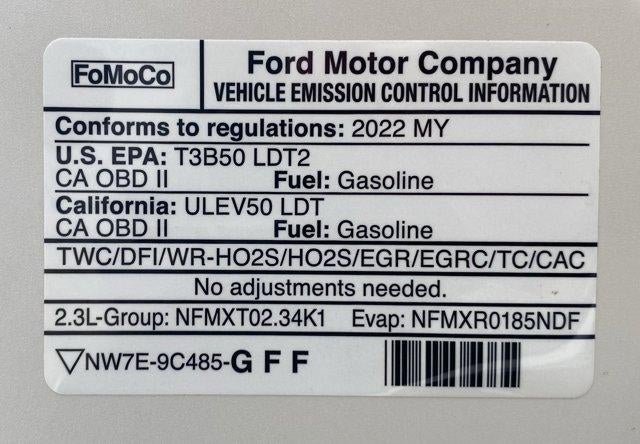 FoMoCo
Ford Motor Company
VEHICLE EMISSION CONTROL INFORMATION
Conforms to regulations: 2022 MY
U.S. EPA: T3B50 LDT2
CA OBD II Fuel: Gasoline
California: ULEV50 LDT
CA OBD II Fuel: Gasoline
TWC/DFI/WR-HO2S/HO2S/EGR/EGRC/TC/CAC
No adjustments needed.
2.3L-Group: NFMXT02.34K1 Evap: NFMXR0185NDF
▽NW7E-9C485-G F F